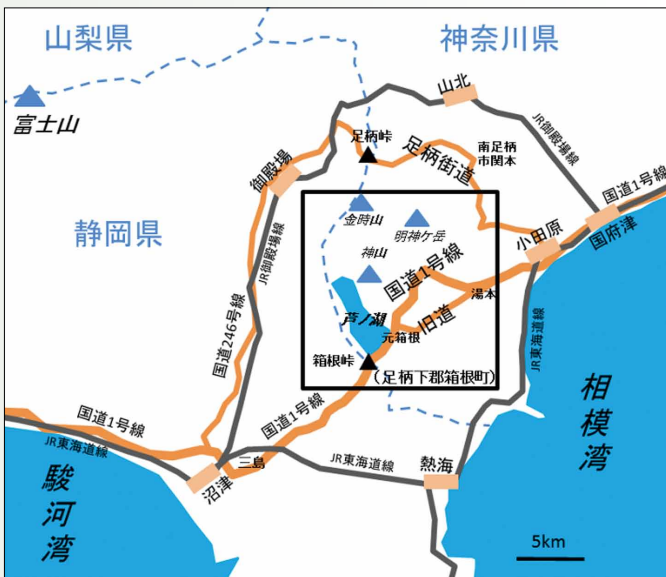 山梨県
神奈川県
富士山
山北
JR御殿場線
足柄峠
足柄街道
南足柄
市関本
御殿場
国道1号線
静岡県
金時山
明神ケ岳
小田原
国府津
JR御殿場線
神山
国道1号線
湯本
芦ノ湖
旧道
元箱根
国道246号線
箱根峠
(足柄下郡箱根町)
JR東海道線
相模湾
国道1号線
国道1号線
JR東海道線
三島
JR東海道線
熱海
沼津
駿河湾
5km